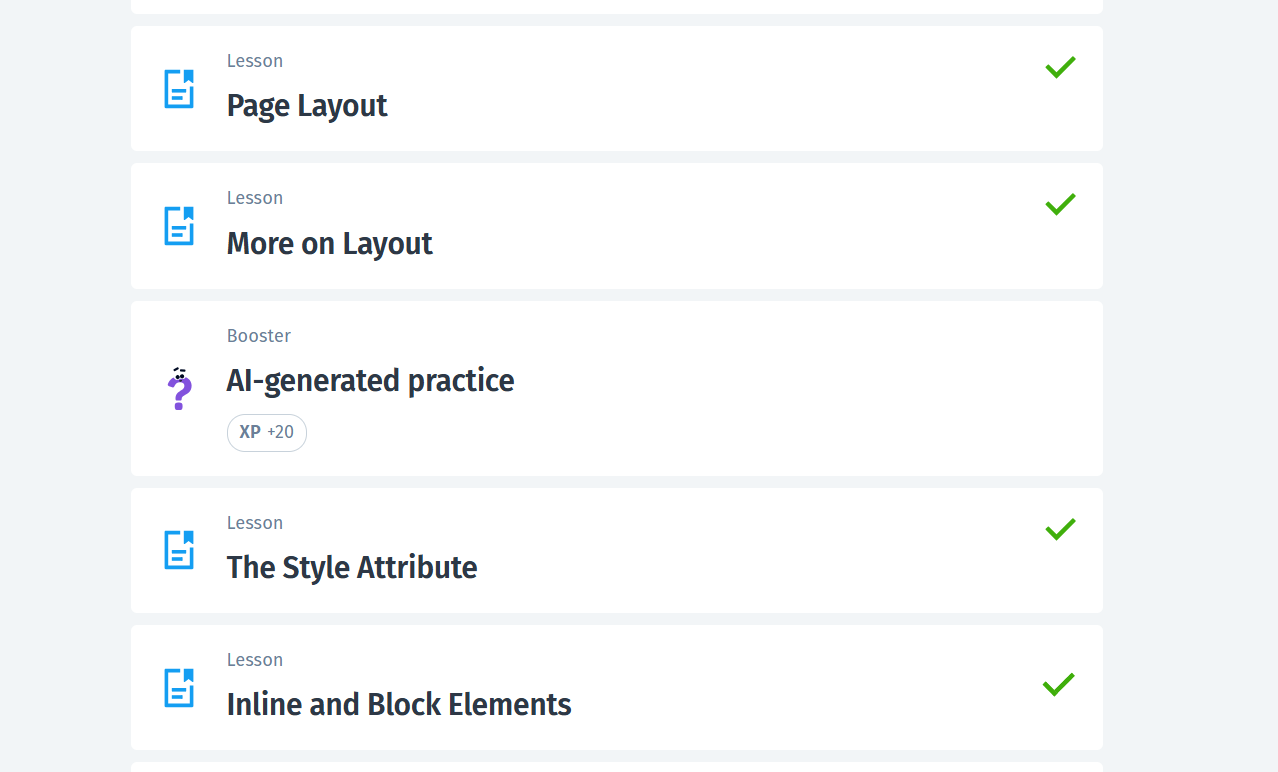 Lesson
Page Layout
Lesson
More on Layout
Booster
AI-generated practice
XP +20
Lesson
The Style Attribute
Lesson
Inline and Block Elements